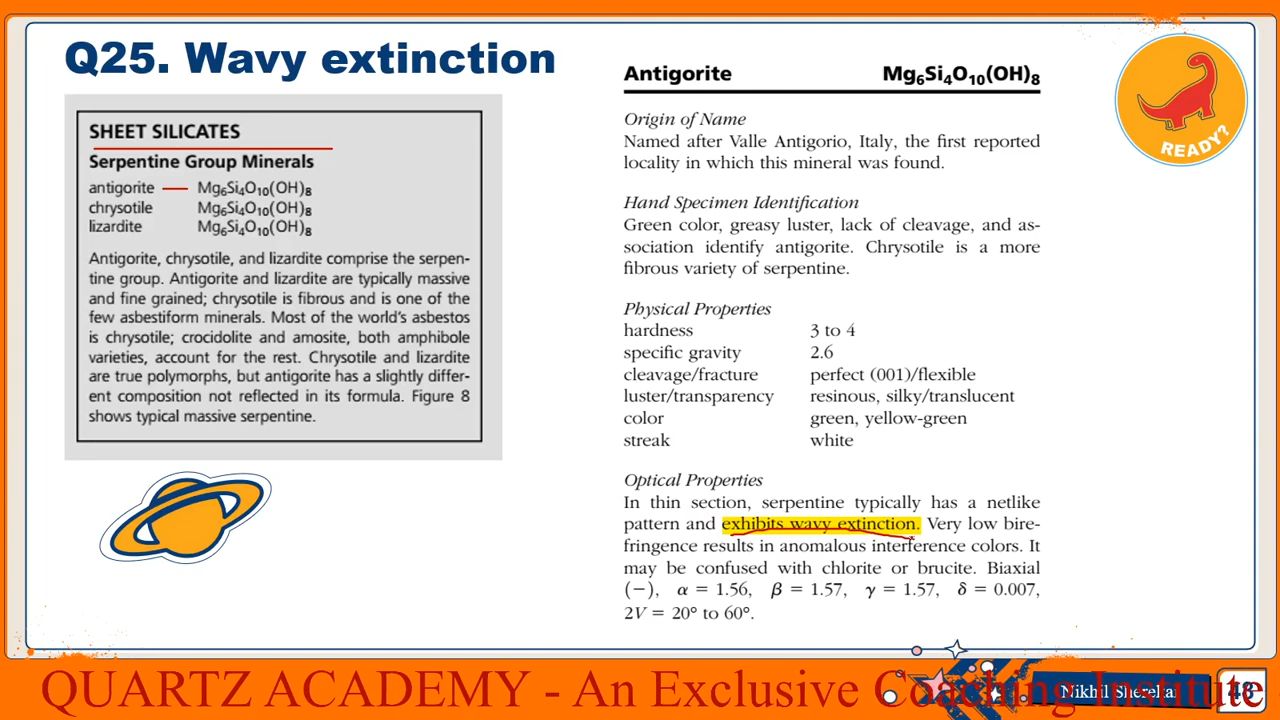 Q25. Wavy extinction
SHEET SILICATES
Serpentine Group Minerals
antigorite Mg₆Si₄O₁₀(OH)₈
chrysotile Mg₆Si₄O₁₀(OH)₈
lizardite Mg₆Si₄O₁₀(OH)₈
Antigorite, chrysotile, and lizardite comprise the serpen-
tine group. Antigorite and lizardite are typically massive
and fine grained; chrysotile is fibrous and is one of the
few asbestiform minerals. Most of the world's asbestos
is chrysotile; crocidolite and amosite, both amphibole
varieties, account for the rest. Chrysotile and lizardite
are true polymorphs, but antigorite has a slightly differ-
ent composition not reflected in its formula. Figure 8
shows typical massive serpentine.
Antigorite Mg₆Si₄O₁₀(OH)₈
Origin of Name
Named after Valle Antigorio, Italy, the first reported
locality in which this mineral was found.
Hand Specimen Identification
Green color, greasy luster, lack of cleavage, and as-
sociation identify antigorite. Chrysotile is a more
fibrous variety of serpentine.
Physical Properties
hardness 3 to 4
specific gravity 2.6
cleavage/fracture perfect (001)/flexible
luster/transparency resinous, silky/translucent
color green, yellow-green
streak white
Optical Properties
In thin section, serpentine typically has a netlike
pattern and exhibits wavy extinction. Very low bire-
fringence results in anomalous interference colors. It
may be confused with chlorite or brucite. Biaxial
(−), α = 1.56, β = 1.57, γ = 1.57, δ = 0.007,
2V = 20° to 60°.
READY?
QUARTZ ACADEMY - An Exclusive Coaching Institute
Nikhil Sherekar
48